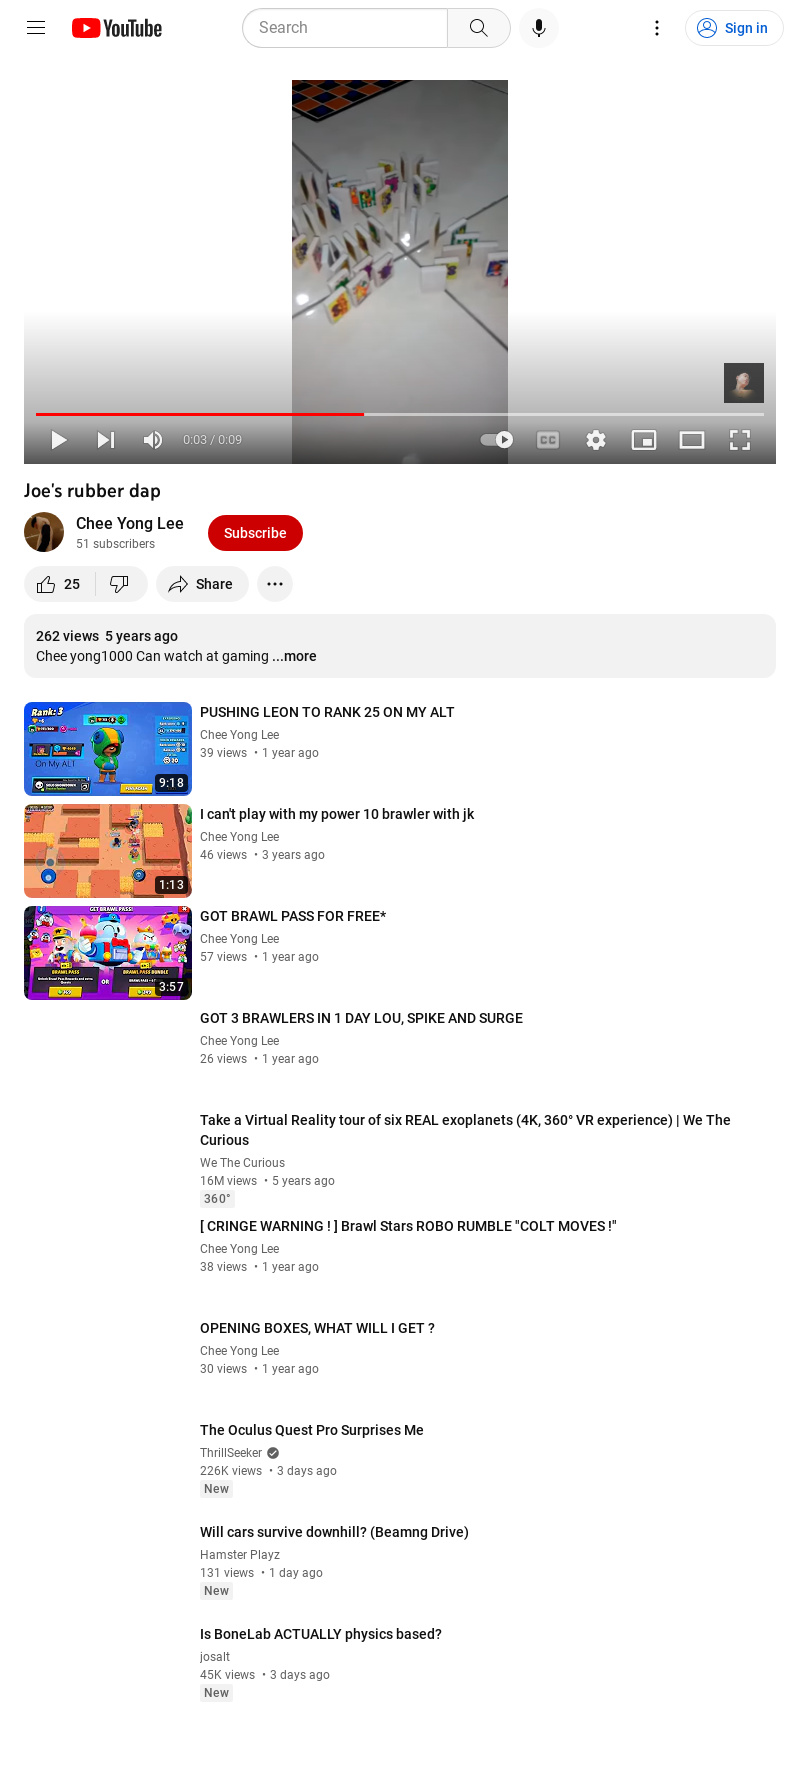 YouTube
Search
Sign in
0:03 / 0:09
CC
Joe's rubber dap
Chee Yong Lee
51 subscribers
Subscribe
25
Share
262 views 5 years ago
Chee yong1000 Can watch at gaming ...more
Rank: 3
On My ALT
9:18
PUSHING LEON TO RANK 25 ON MY ALT
Chee Yong Lee
39 views • 1 year ago
1:13
I can't play with my power 10 brawler with jk
Chee Yong Lee
46 views • 3 years ago
GET BRAWL PASS!
BRAWL PASS
OR
BRAWL PASS BUNDLE
3:57
GOT BRAWL PASS FOR FREE*
Chee Yong Lee
57 views • 1 year ago
GOT 3 BRAWLERS IN 1 DAY LOU, SPIKE AND SURGE
Chee Yong Lee
26 views • 1 year ago
Take a Virtual Reality tour of six REAL exoplanets (4K, 360° VR experience) | We The
Curious
We The Curious
16M views • 5 years ago
360°
[ CRINGE WARNING ! ] Brawl Stars ROBO RUMBLE "COLT MOVES !"
Chee Yong Lee
38 views • 1 year ago
OPENING BOXES, WHAT WILL I GET ?
Chee Yong Lee
30 views • 1 year ago
The Oculus Quest Pro Surprises Me
ThrillSeeker
226K views • 3 days ago
New
Will cars survive downhill? (Beamng Drive)
Hamster Playz
131 views • 1 day ago
New
Is BoneLab ACTUALLY physics based?
josalt
45K views • 3 days ago
New